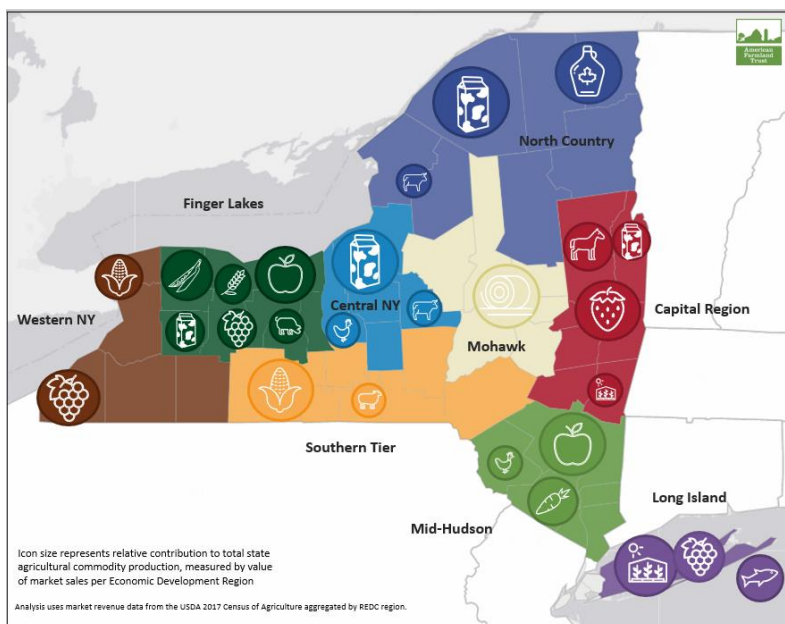 American
Farmland
Trust
North Country
Finger Lakes
Central NY
Western NY
Capital Region
Mohawk
Southern Tier
Long Island
Mid-Hudson
Icon size represents relative contribution to total state
agricultural commodity production, measured by value
of market sales per Economic Development Region
Analysis uses market revenue data from the USDA 2017 Census of Agriculture aggregated by REDC region.